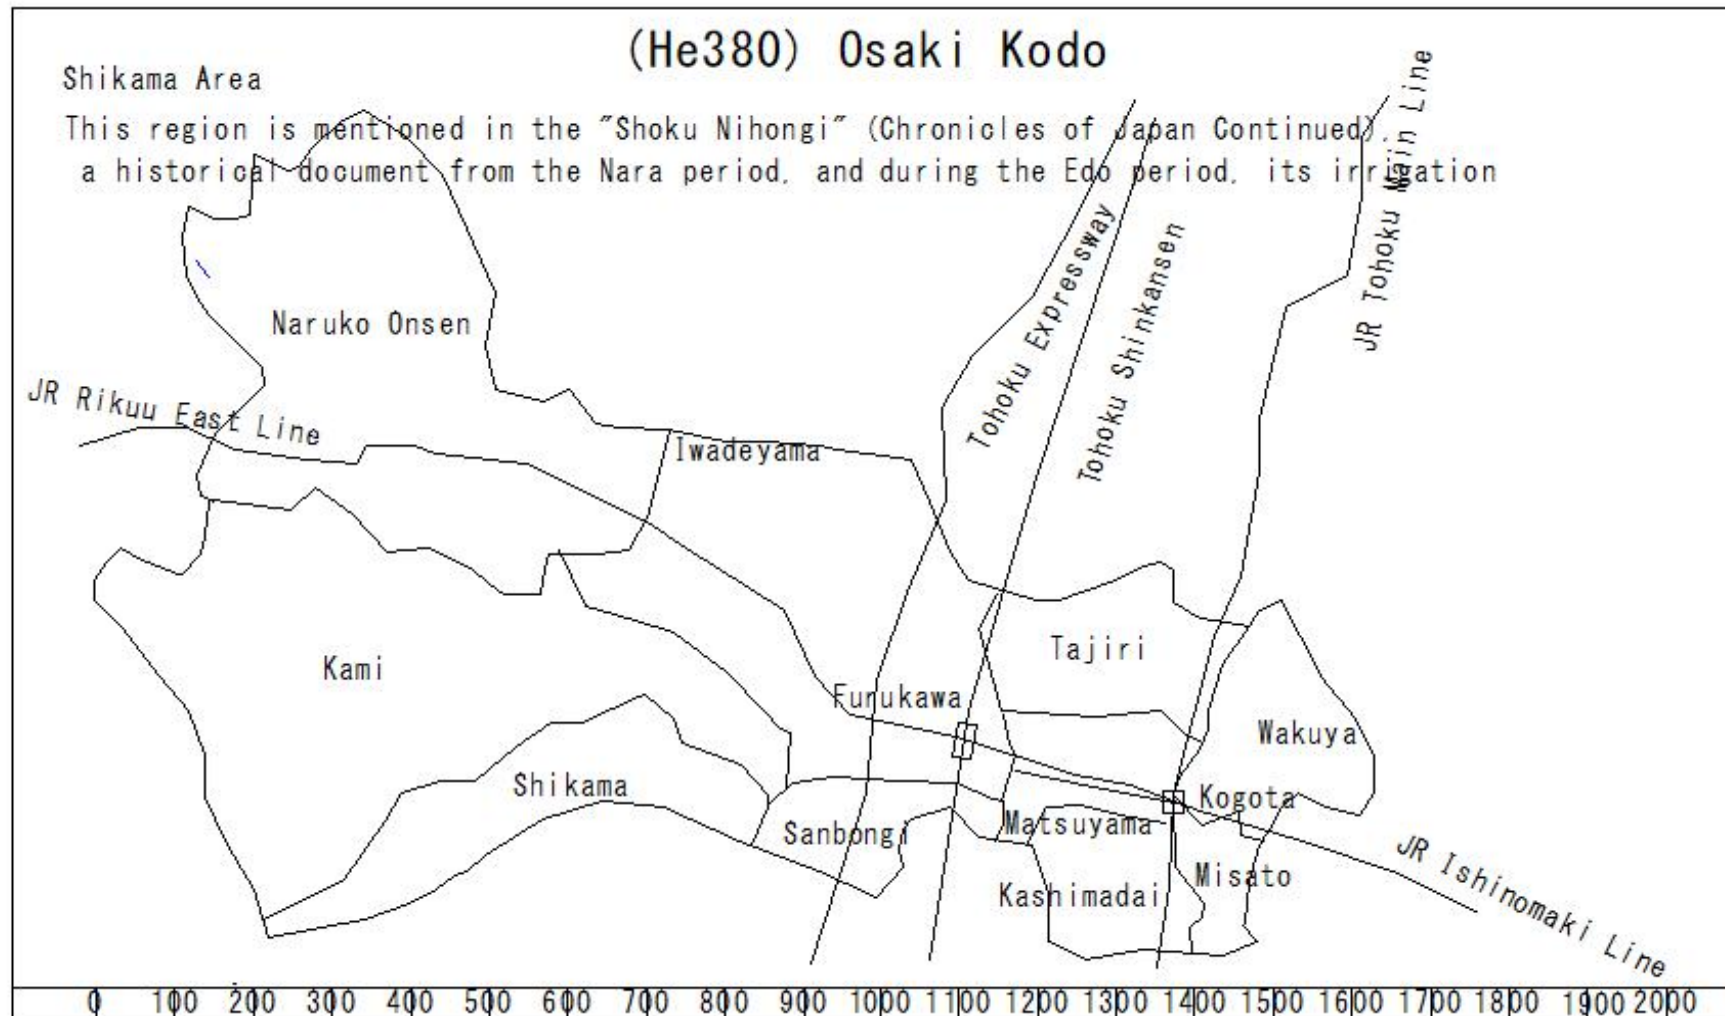 (He380) Osaki Kodo
Shikama Area
This region is mentioned in the "Shoku Nihongi" (Chronicles of Japan Continued),
a historical document from the Nara period, and during the Edo period, its irrigation
JR Tohoku Main Line
Tohoku Expressway
Tohoku Shinkansen
Naruko Onsen
JR Rikuu East Line
Iwadeyama
Tajiri
Kami
Furukawa
Wakuya
Shikama
Kogota
Sanbongi
Matsuyama
JR Ishinomaki Line
Misato
Kashimadai
0 100 200 300 400 500 600 700 800 900 1000 1100 1200 1300 1400 1500 1600 1700 1800 1900 2000